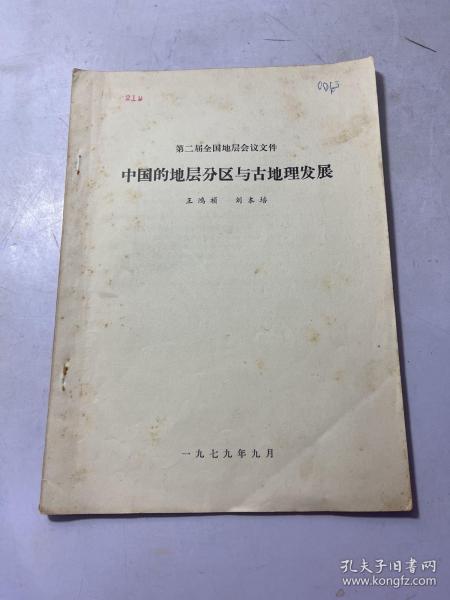 第二届全国地层会议文件
中国的地层分区与古地理发展
王鸿祯 刘本培
一九七九年九月
孔夫子旧书网
www.kongfz.com